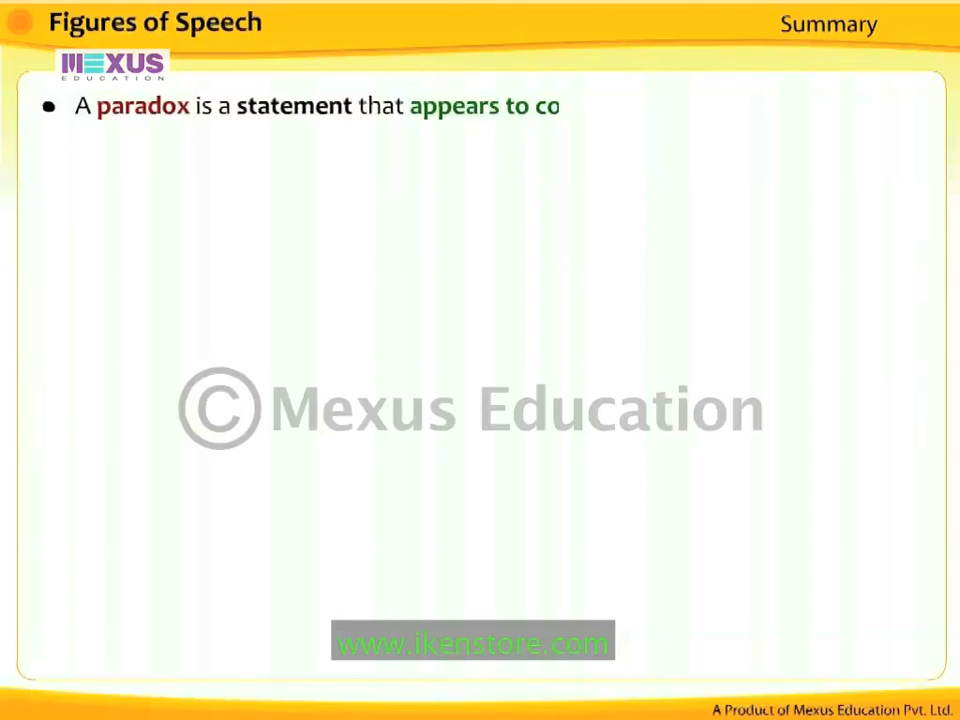 Figures of Speech
Summary
MEXUS
EDUCATION
• A paradox is a statement that appears to co
© Mexus Education
www.ikenstore.com
A Product of Mexus Education Pvt. Ltd.